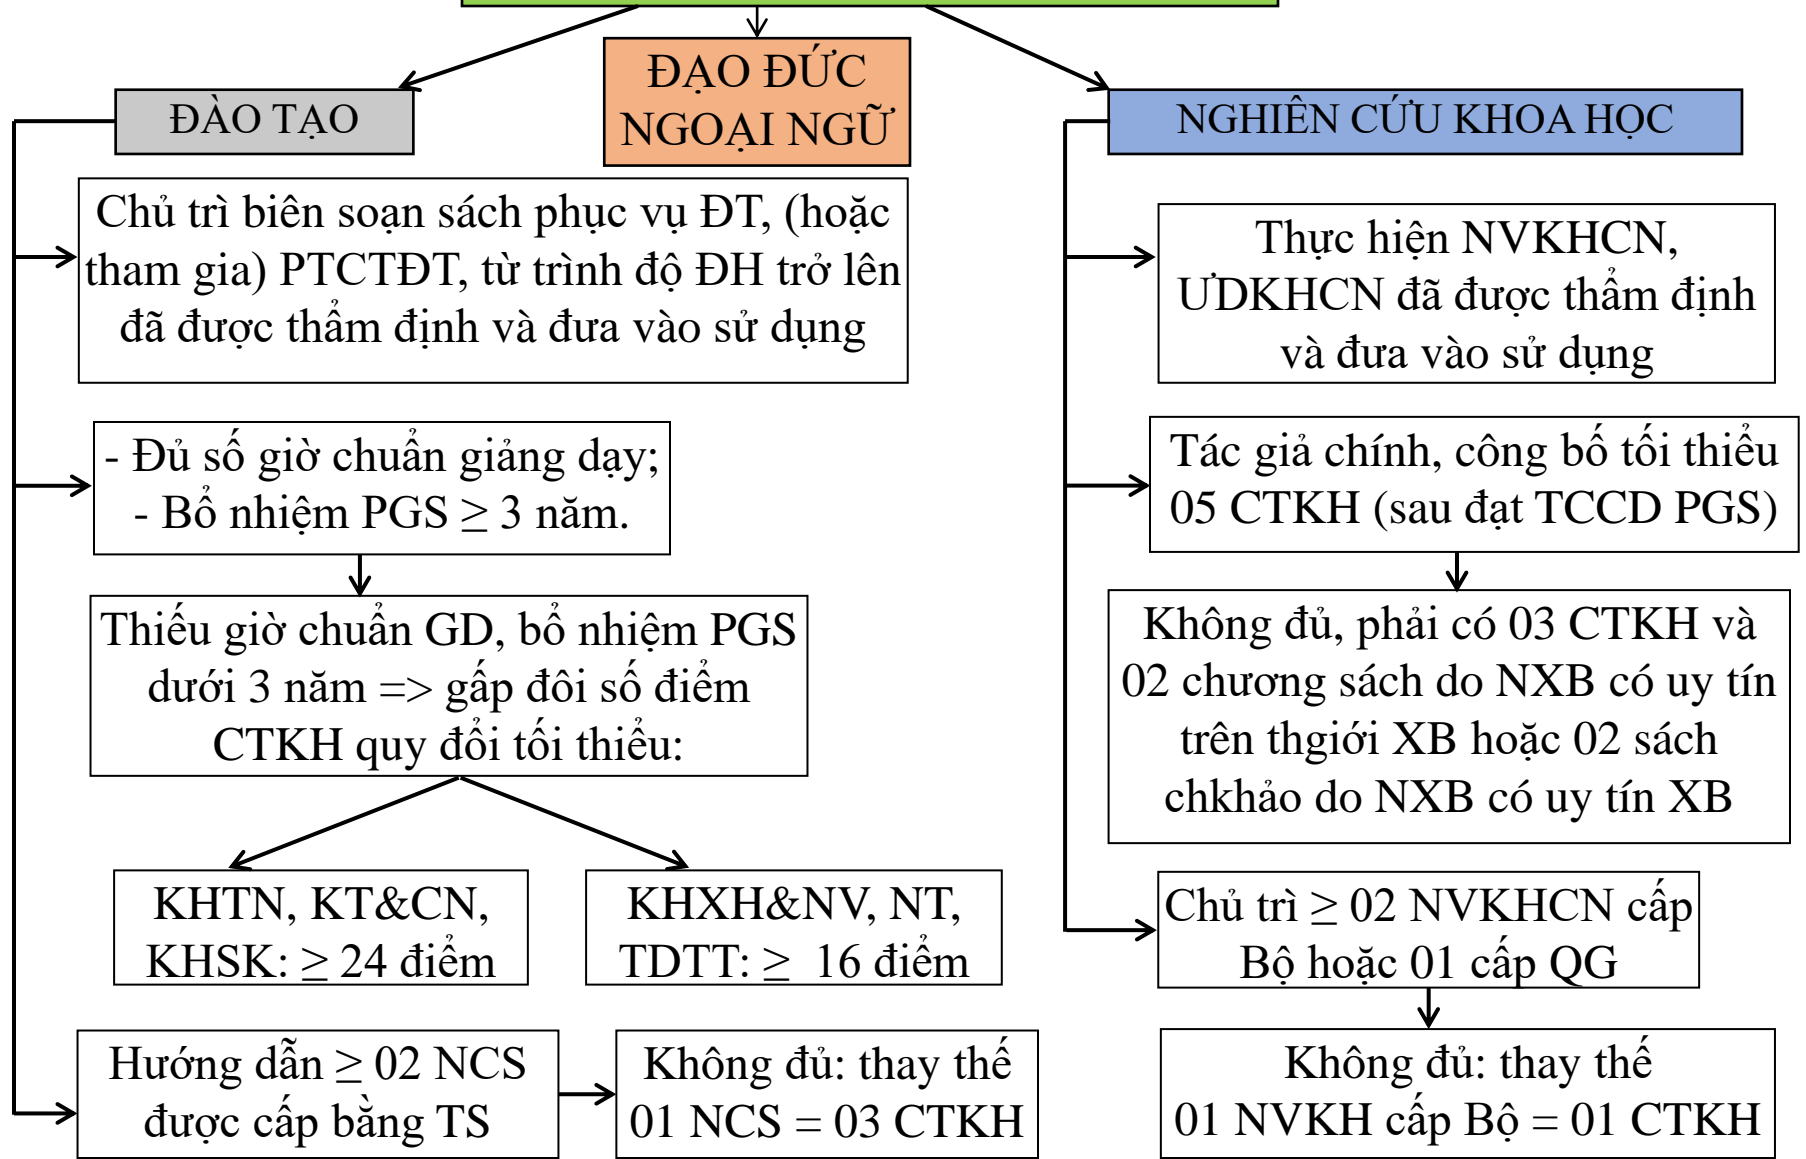 ĐẠO ĐỨC
NGOẠI NGỮ
ĐÀO TẠO
NGHIÊN CỨU KHOA HỌC
Chủ trì biên soạn sách phục vụ ĐT, (hoặc
tham gia) PTCTĐT, từ trình độ ĐH trở lên
đã được thẩm định và đưa vào sử dụng
- Đủ số giờ chuẩn giảng dạy;
- Bổ nhiệm PGS ≥ 3 năm.
Thiếu giờ chuẩn GD, bổ nhiệm PGS
dưới 3 năm => gấp đôi số điểm
CTKH quy đổi tối thiểu:
KHTN, KT&CN,
KHSK: ≥ 24 điểm
KHXH&NV, NT,
TDTT: ≥ 16 điểm
Hướng dẫn ≥ 02 NCS
được cấp bằng TS
Không đủ: thay thế
01 NCS = 03 CTKH
Thực hiện NVKHCN,
ƯDKHCN đã được thẩm định
và đưa vào sử dụng
Tác giả chính, công bố tối thiểu
05 CTKH (sau đạt TCCD PGS)
Không đủ, phải có 03 CTKH và
02 chương sách do NXB có uy tín
trên thgiới XB hoặc 02 sách
chkhảo do NXB có uy tín XB
Chủ trì ≥ 02 NVKHCN cấp
Bộ hoặc 01 cấp QG
Không đủ: thay thế
01 NVKH cấp Bộ = 01 CTKH